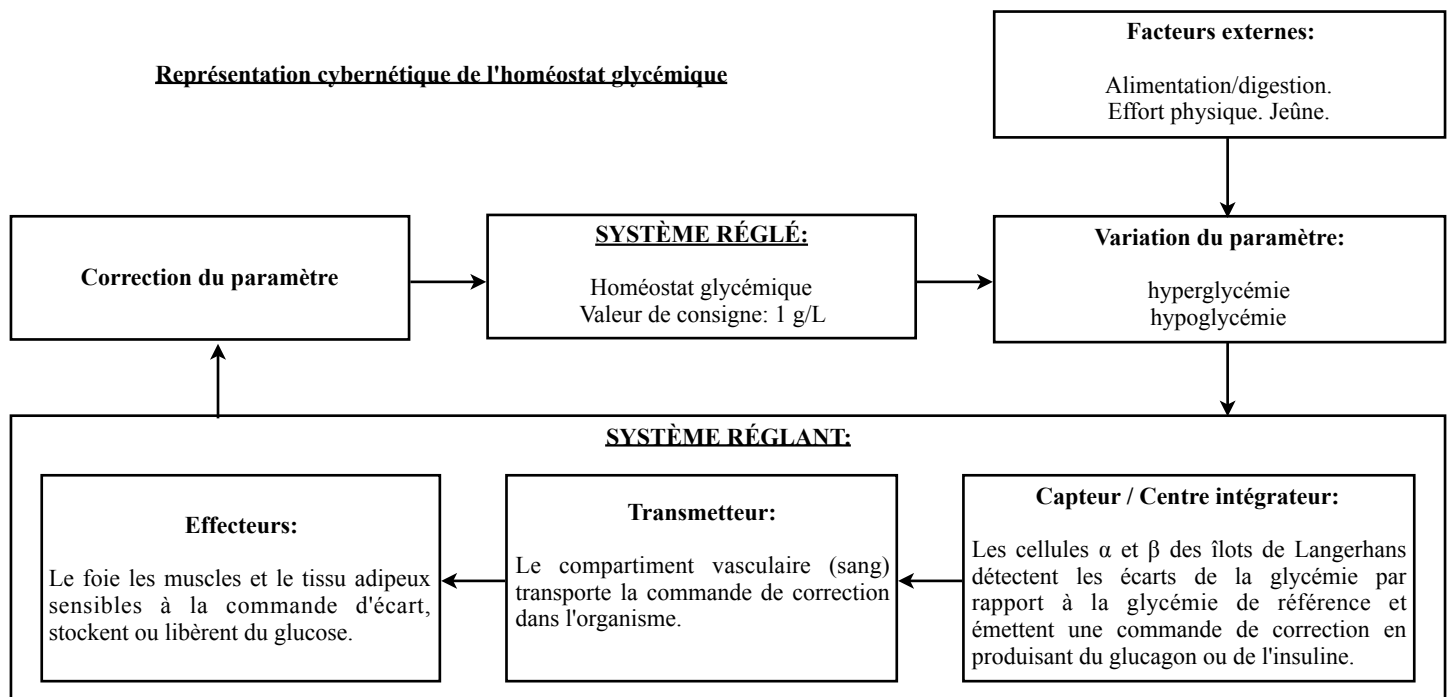 Représentation cybernétique de l'homéostat glycémique
Facteurs externes:
Alimentation/digestion.
Effort physique. Jeûne.
Correction du paramètre
SYSTÈME RÉGLÉ:
Homéostat glycémique
Valeur de consigne: 1 g/L
Variation du paramètre:
hyperglycémie
hypoglycémie
SYSTÈME RÉGLANT:
Effecteurs:
Le foie les muscles et le tissu adipeux
sensibles à la commande d'écart,
stockent ou libèrent du glucose.
Transmetteur:
Le compartiment vasculaire (sang)
transporte la commande de correction
dans l'organisme.
Capteur / Centre intégrateur:
Les cellules α et β des îlots de Langerhans
détectent les écarts de la glycémie par
rapport à la glycémie de référence et
émettent une commande de correction en
produisant du glucagon ou de l'insuline.